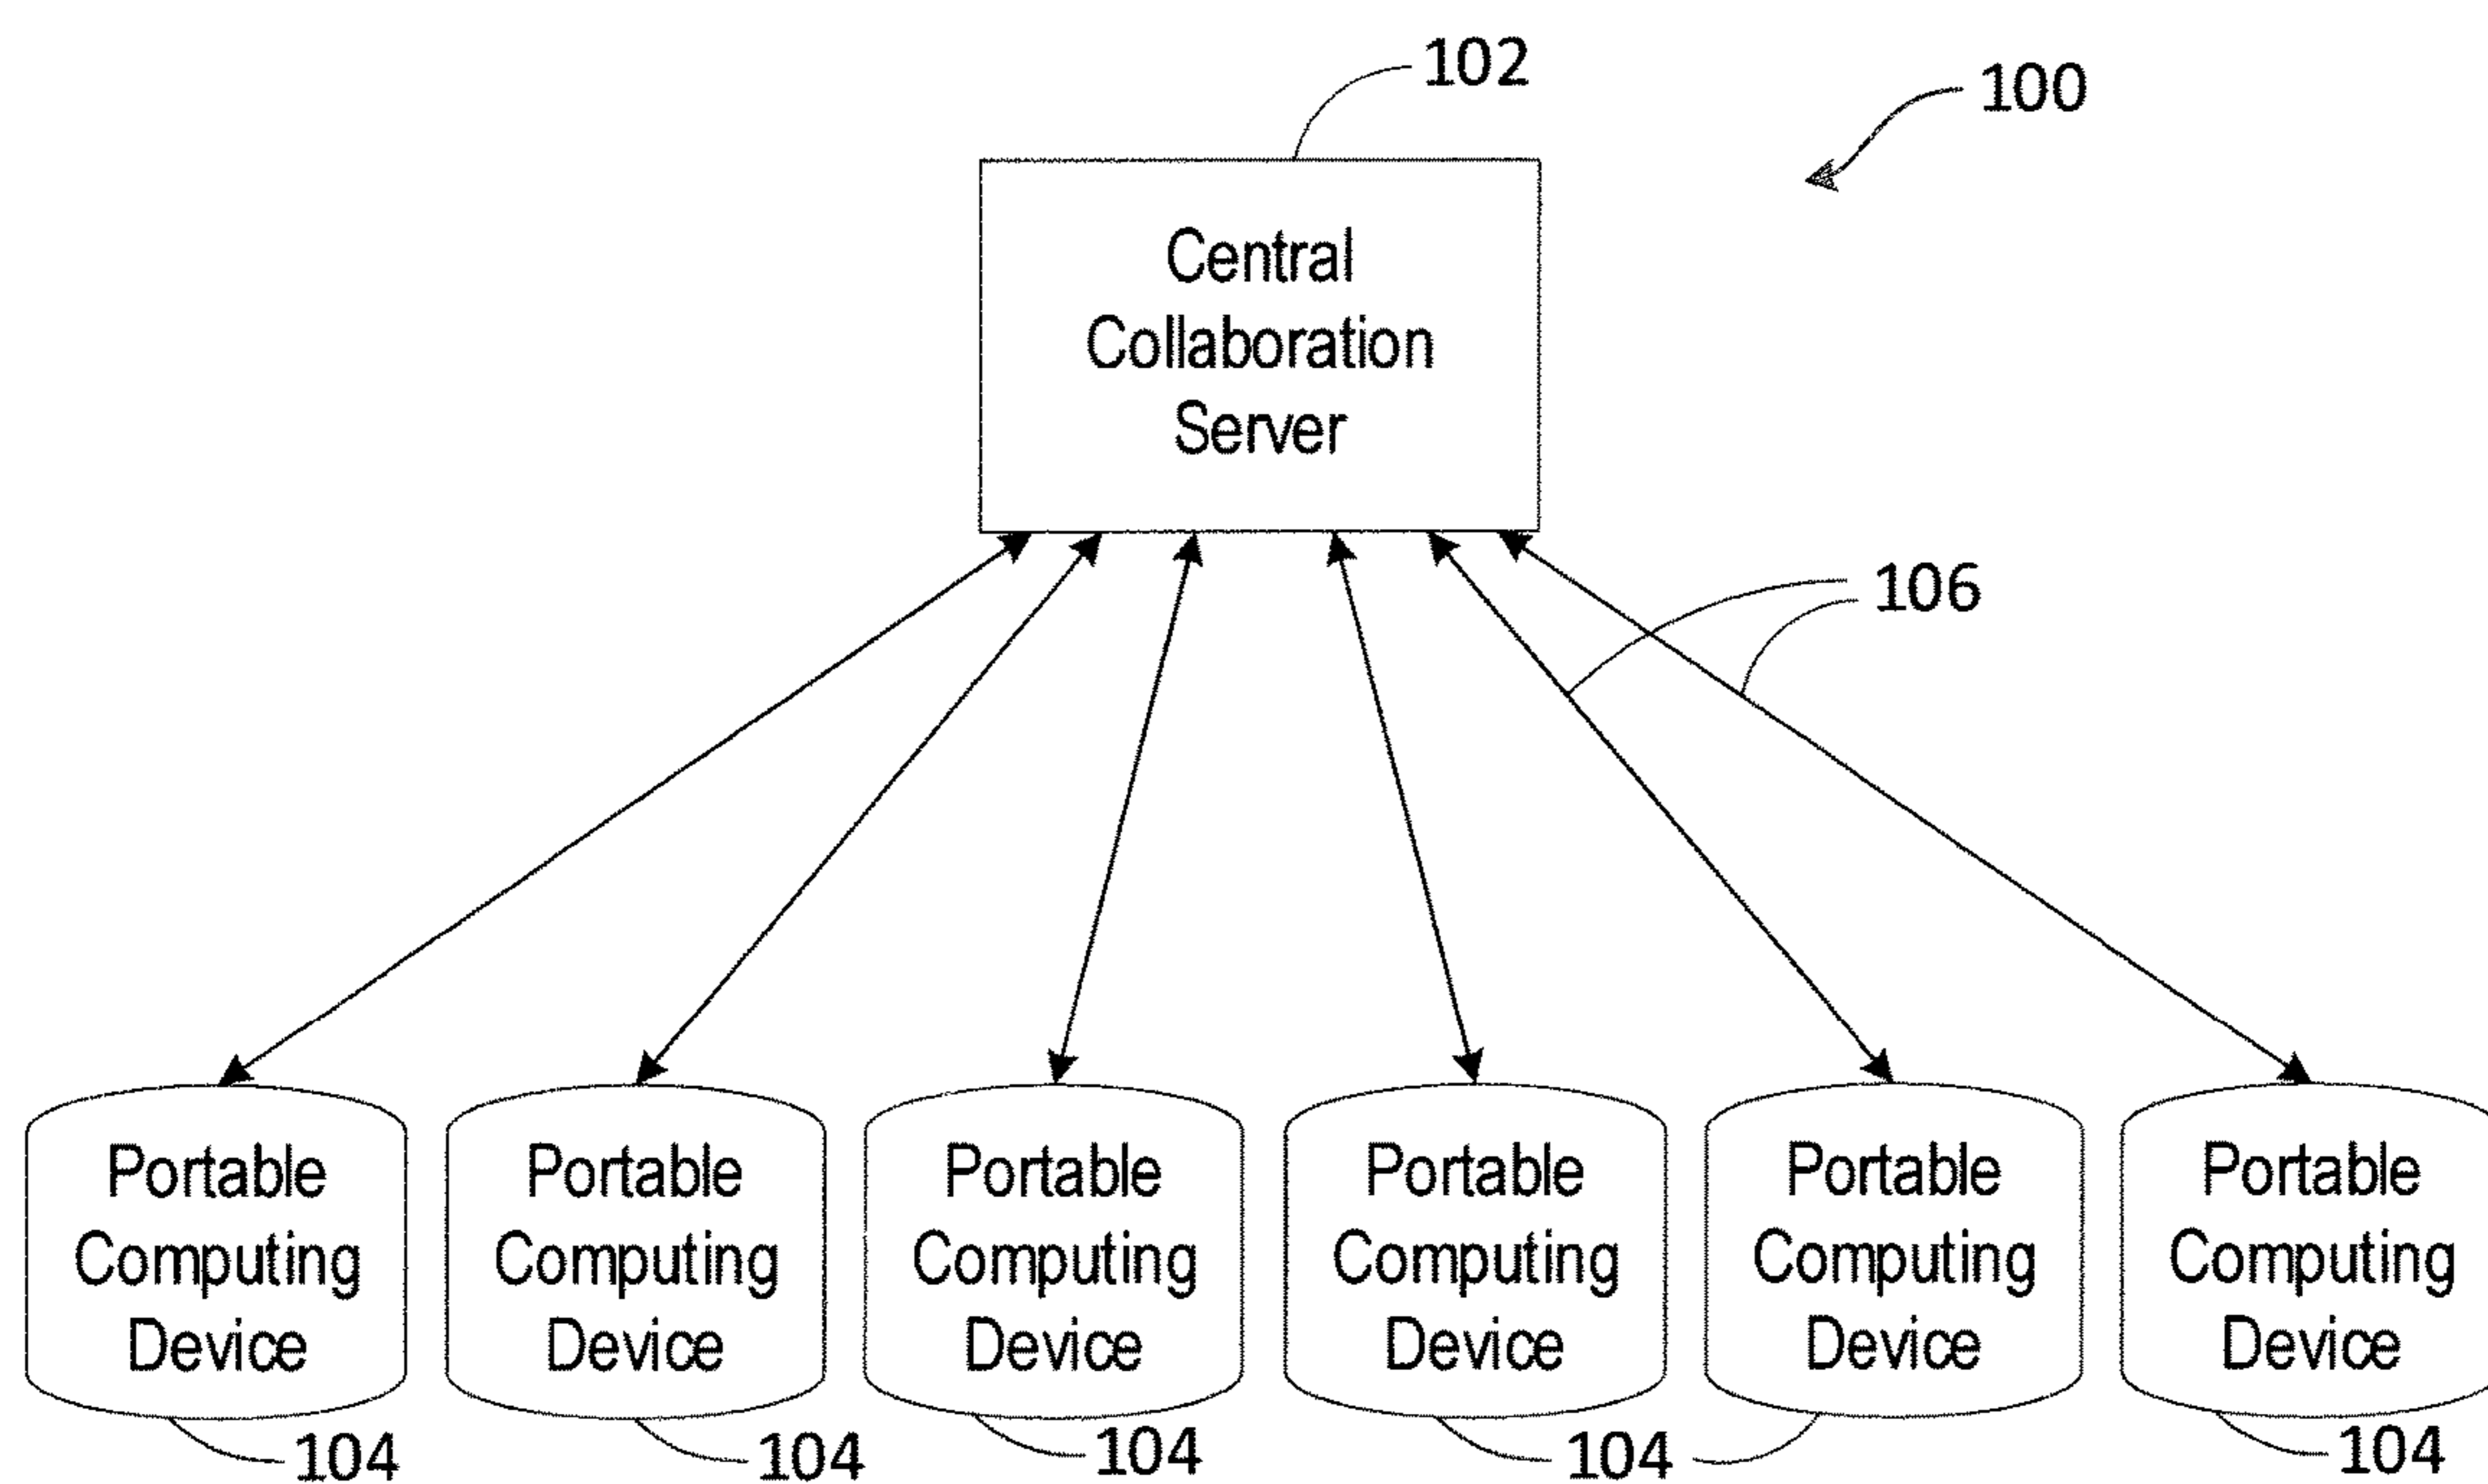 102
100
Central
Collaboration
Server
106
Portable Portable Portable Portable Portable Portable
Computing Computing Computing Computing Computing Computing
Device Device Device Device Device Device
104 104 104 104 104